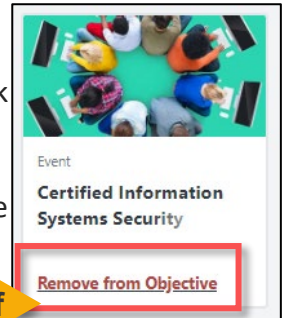 k
Event
Certified Information
e
Systems Security
f
Remove from Objective